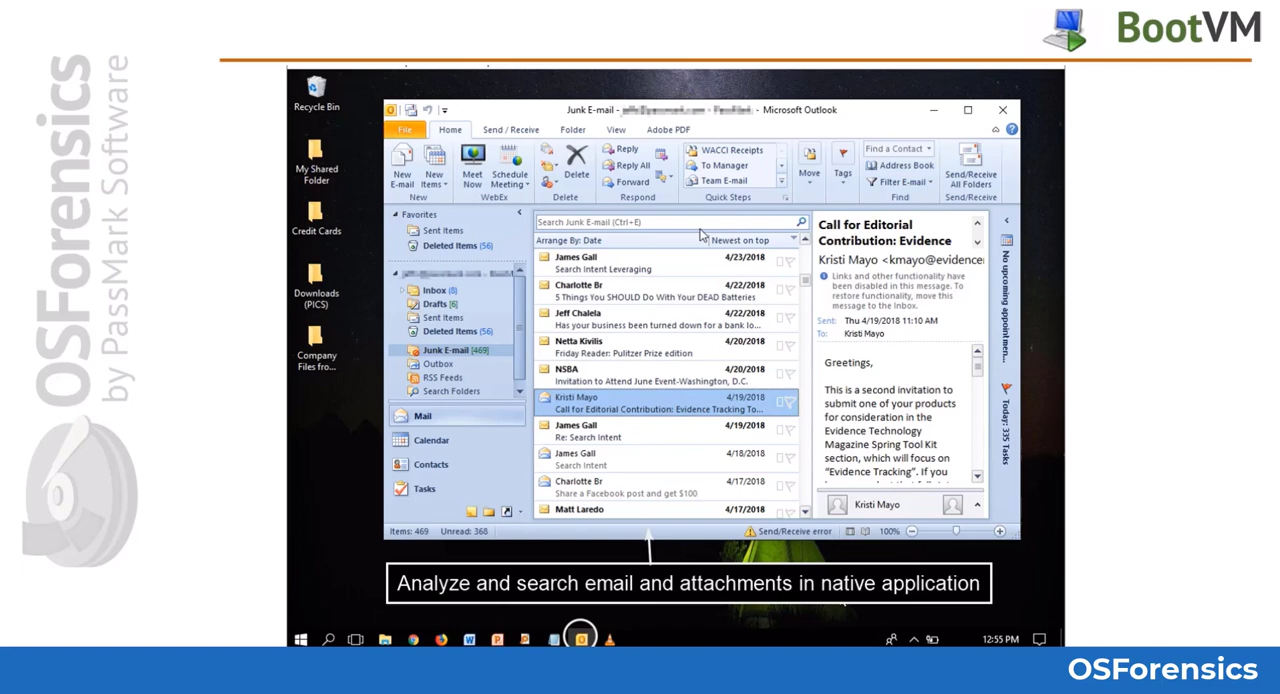 BootVM
OSForensics
by PassMark Software
Recycle Bin
My Shared
Folder
Credit Cards
Downloads
(PICS)
Company
Files fro...
Junk E-mail -
- Microsoft Outlook
File
Home
Send / Receive
Folder
View
Adobe PDF
New
E-mail
New
Items
New
Meet
Now
Schedule
Meeting
WebEx
Delete
Delete
Reply
Reply All
Forward
Respond
WACCI Receipts
To Manager
Team E-mail
Quick Steps
Move
Tags
Find a Contact
Address Book
Filter E-mail
Find
Send/Receive
All Folders
Send/Receive
Favorites
Sent Items
Deleted Items (56)
Inbox (8)
Drafts [6]
Sent Items
Deleted Items (56)
Junk E-mail [469]
Outbox
RSS Feeds
Search Folders
Mail
Calendar
Contacts
Tasks
Search Junk E-mail (Ctrl+E)
Arrange By: Date
Newest on top
James Gall 4/23/2018
Search Intent Leveraging
Charlotte Br 4/22/2018
5 Things You SHOULD Do With Your DEAD Batteries
Jeff Chalela 4/22/2018
Has your business been turned down for a bank lo...
Netta Kivilis 4/20/2018
Friday Reader: Pulitzer Prize edition
NSBA 4/20/2018
Invitation to Attend June Event-Washington, D.C.
Kristi Mayo 4/19/2018
Call for Editorial Contribution: Evidence Tracking To...
James Gall 4/19/2018
Re: Search Intent
James Gall 4/18/2018
Search Intent
Charlotte Br 4/17/2018
Share a Facebook post and get $100
Matt Laredo 4/17/2018
Call for Editorial
Contribution: Evidence
Kristi Mayo <kmayo@evidence
Links and other functionality have
been disabled in this message. To
restore functionality, move this
message to the Inbox.
Sent: Thu 4/19/2018 11:10 AM
To: Kristi Mayo
Greetings,
This is a second invitation to
submit one of your products
for consideration in the
Evidence Technology
Magazine Spring Tool Kit
section, which will focus on
"Evidence Tracking". If you
Kristi Mayo
No upcoming appointmen...
Today: 335 Tasks
Items: 469 Unread: 368
Send/Receive error
100%
Analyze and search email and attachments in native application
12:55 PM
OSForensics